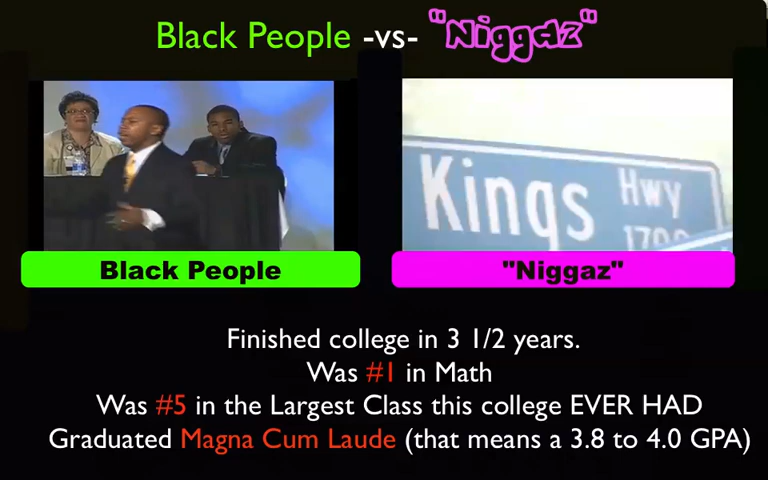 Black People -vs- "Niggaz"
Kings Hwy
Black People
"Niggaz"
Finished college in 3 1/2 years.
Was #1 in Math
Was #5 in the Largest Class this college EVER HAD
Graduated Magna Cum Laude (that means a 3.8 to 4.0 GPA)